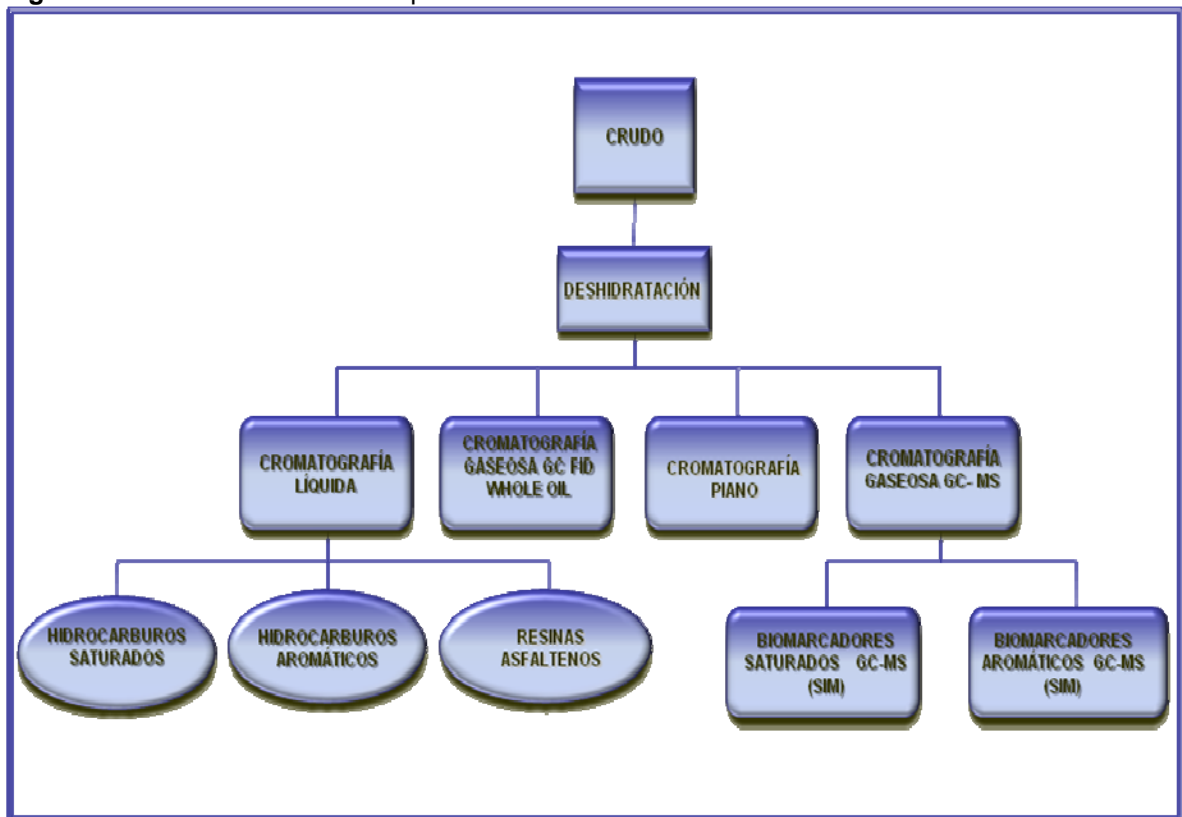 CRUDO
DESHIDRATACIÓN
CROMATOGRAFÍA
LÍQUIDA
CROMATOGRAFÍA
GASEOSA GC FID
WHOLE OIL
CROMATOGRAFÍA
PIANO
CROMATOGRAFÍA
GASEOSA GC- MS
HIDROCARBUROS
SATURADOS
HIDROCARBUROS
AROMÁTICOS
RESINAS
ASFALTENOS
BIOMARCADORES
SATURADOS GC-MS
(SIM)
BIOMARCADORES
AROMÁTICOS GC-MS
(SIM)